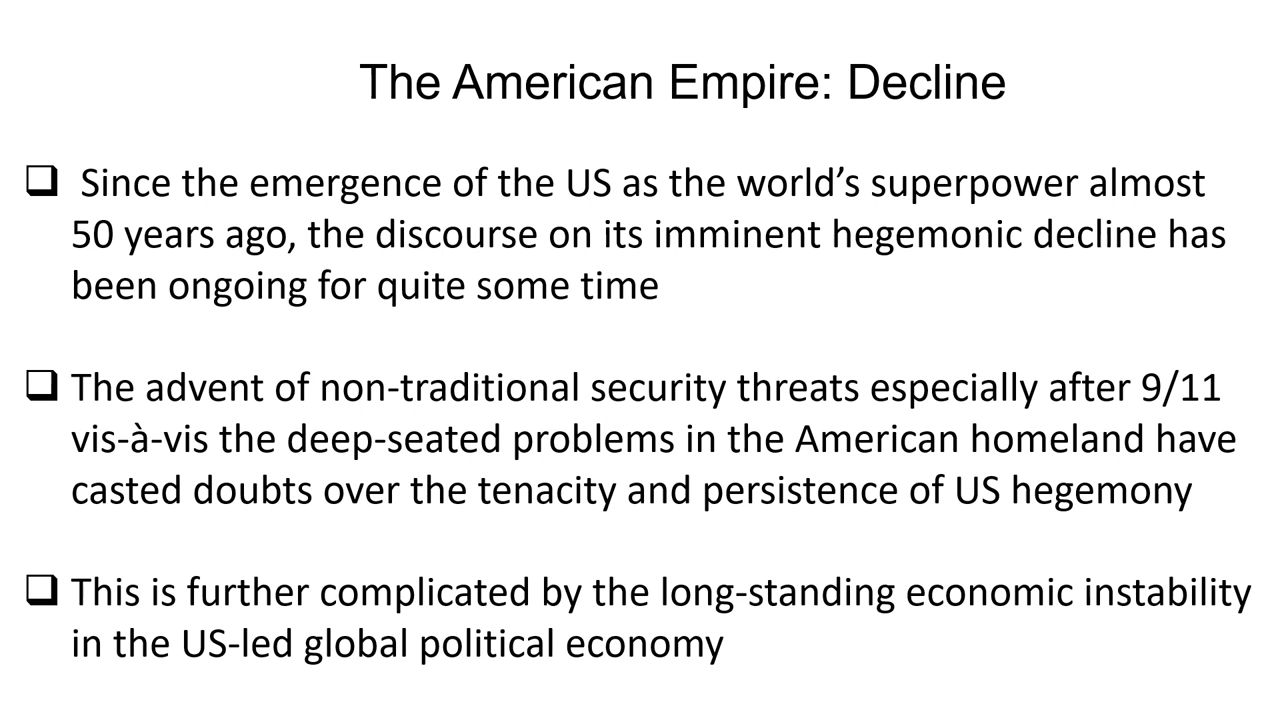 The American Empire: Decline
❑ Since the emergence of the US as the world’s superpower almost
50 years ago, the discourse on its imminent hegemonic decline has
been ongoing for quite some time
❑ The advent of non-traditional security threats especially after 9/11
vis-à-vis the deep-seated problems in the American homeland have
casted doubts over the tenacity and persistence of US hegemony
❑ This is further complicated by the long-standing economic instability
in the US-led global political economy